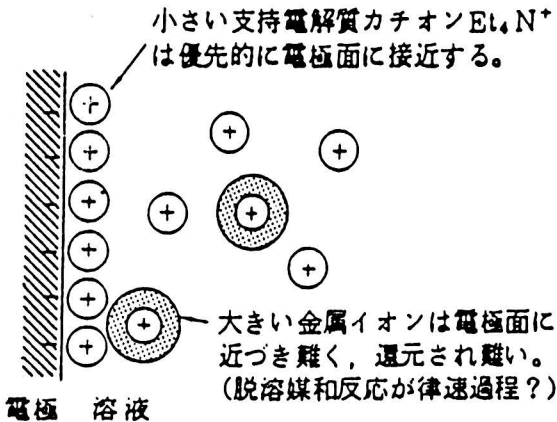 小さい支持電解質カチオンEt₄N⁺
は優先的に電極面に接近する。
大きい金属イオンは電極面に
近づき難く，還元され難い。
(脱溶媒和反応が律速過程？)
電極 溶液